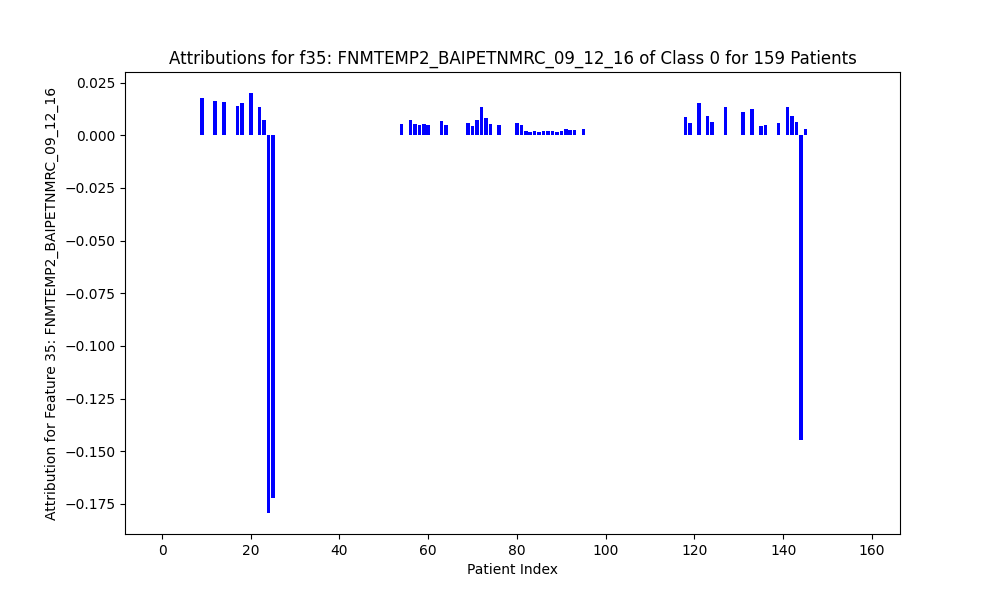 Attributions for f35: FNMTEMP2_BAIPETNMRC_09_12_16 of Class 0 for 159 Patients
Attribution for Feature 35: FNMTEMP2_BAIPETNMRC_09_12_16
0.025
0.000
−0.025
−0.050
−0.075
−0.100
−0.125
−0.150
−0.175
0 20 40 60 80 100 120 140 160
Patient Index